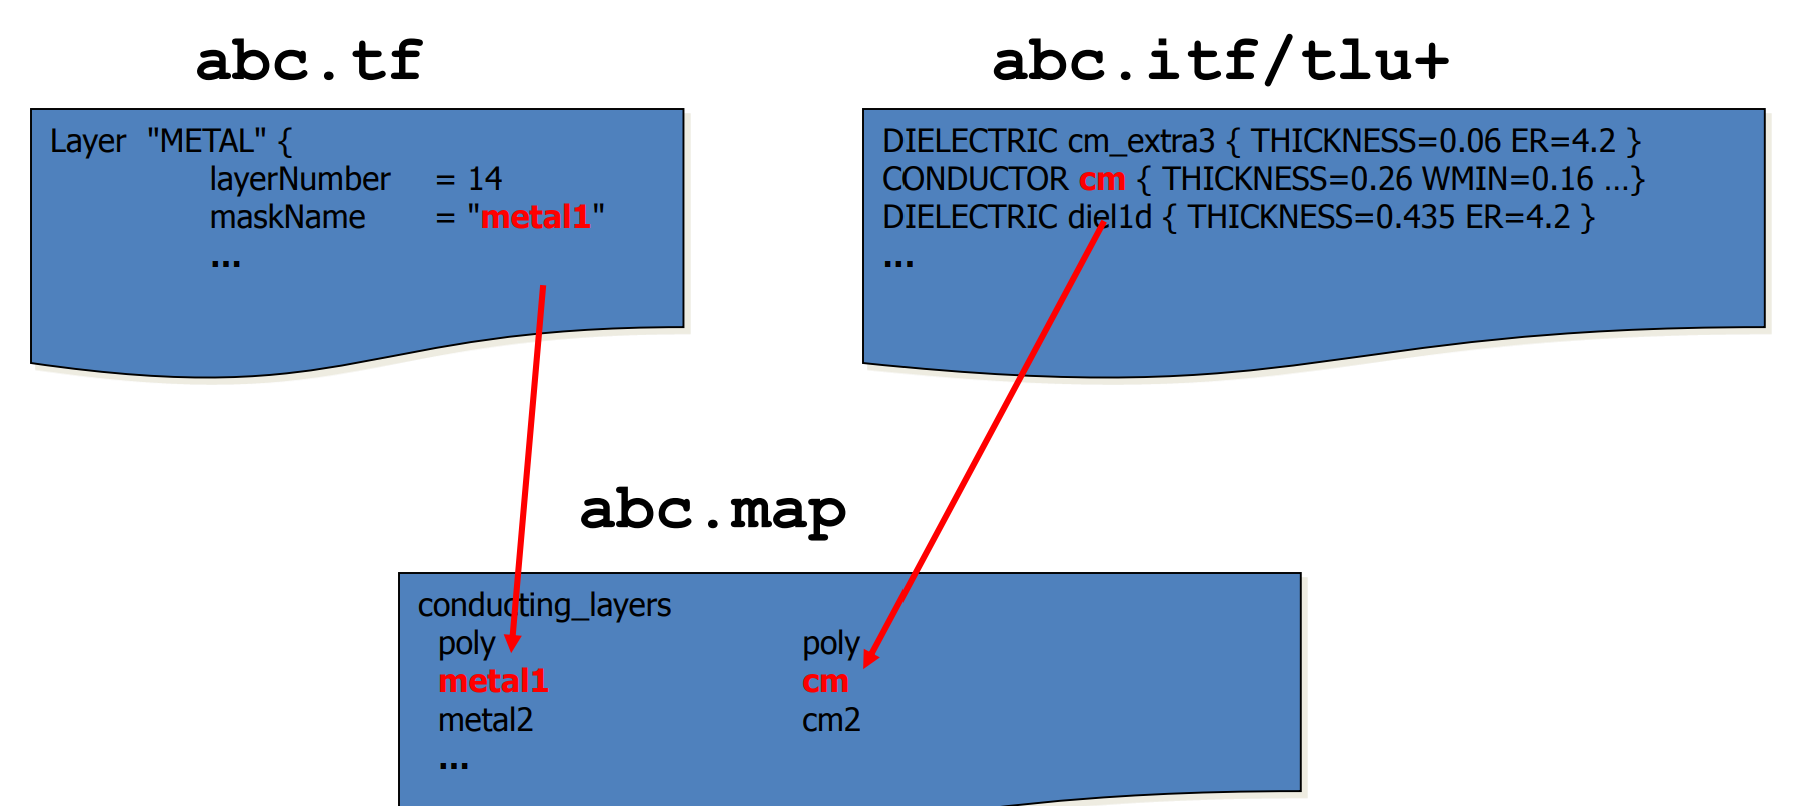 abc.tf
Layer "METAL" {
layerNumber = 14
maskName = "metal1"
...
abc.itf/tlu+
DIELECTRIC cm_extra3 { THICKNESS=0.06 ER=4.2 }
CONDUCTOR cm { THICKNESS=0.26 WMIN=0.16 …}
DIELECTRIC diel1d { THICKNESS=0.435 ER=4.2 }
...
abc.map
conducting_layers
poly poly
metal1 cm
metal2 cm2
...